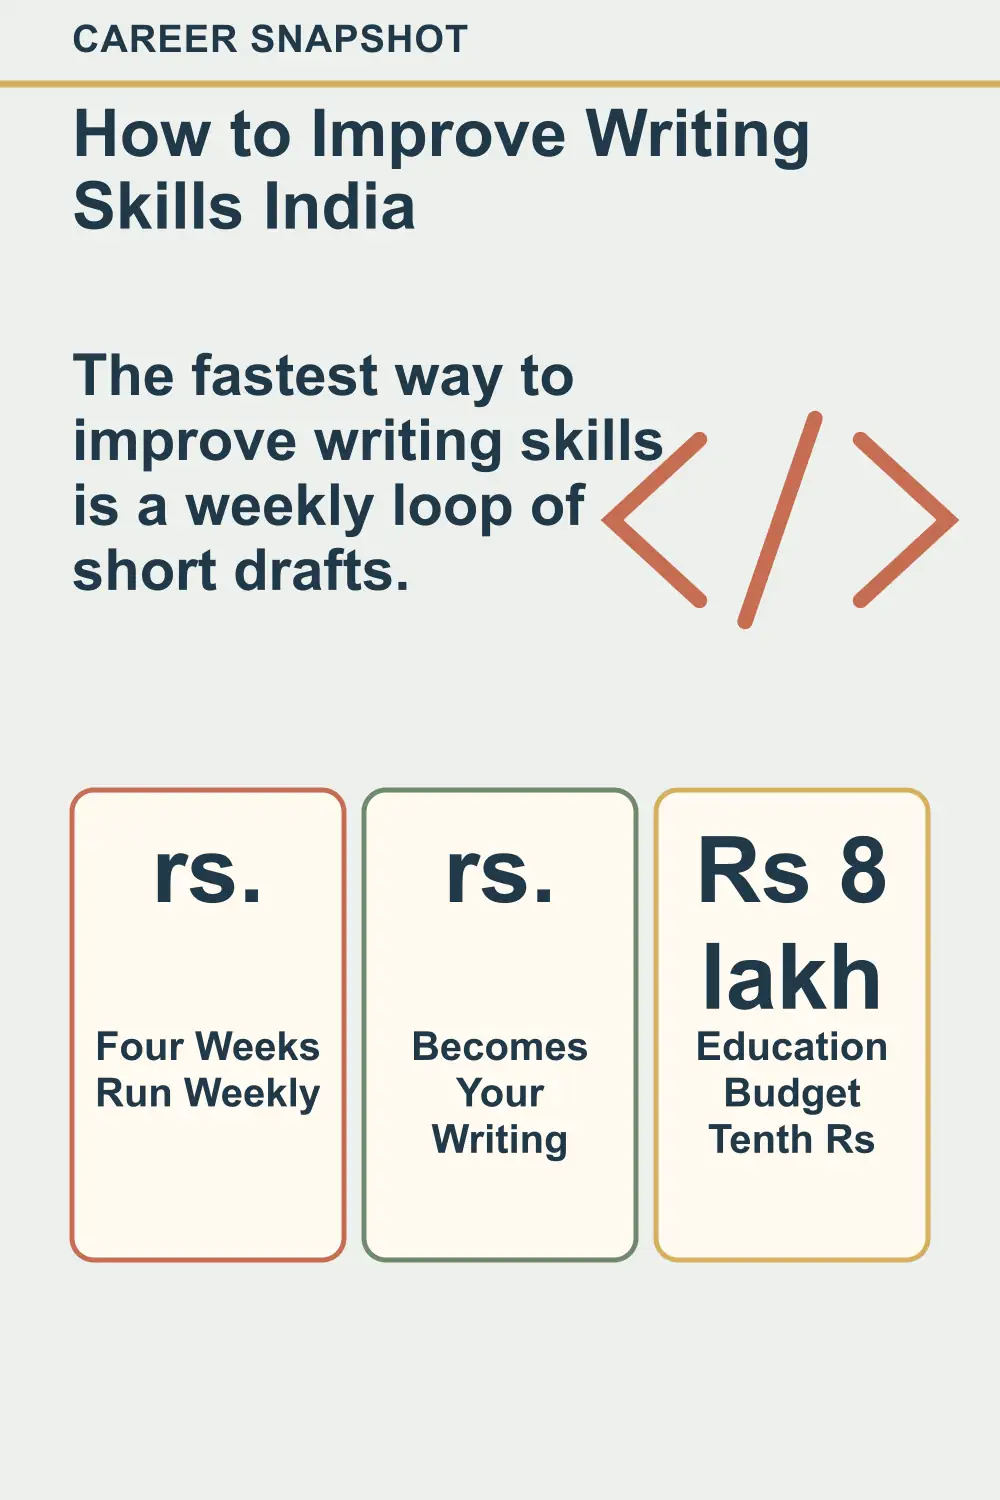 CAREER SNAPSHOT
How to Improve Writing
Skills India
The fastest way to
improve writing skills
is a weekly loop of
short drafts.
rs.
Four Weeks
Run Weekly
rs.
Becomes
Your
Writing
Rs 8
lakh
Education
Budget
Tenth Rs